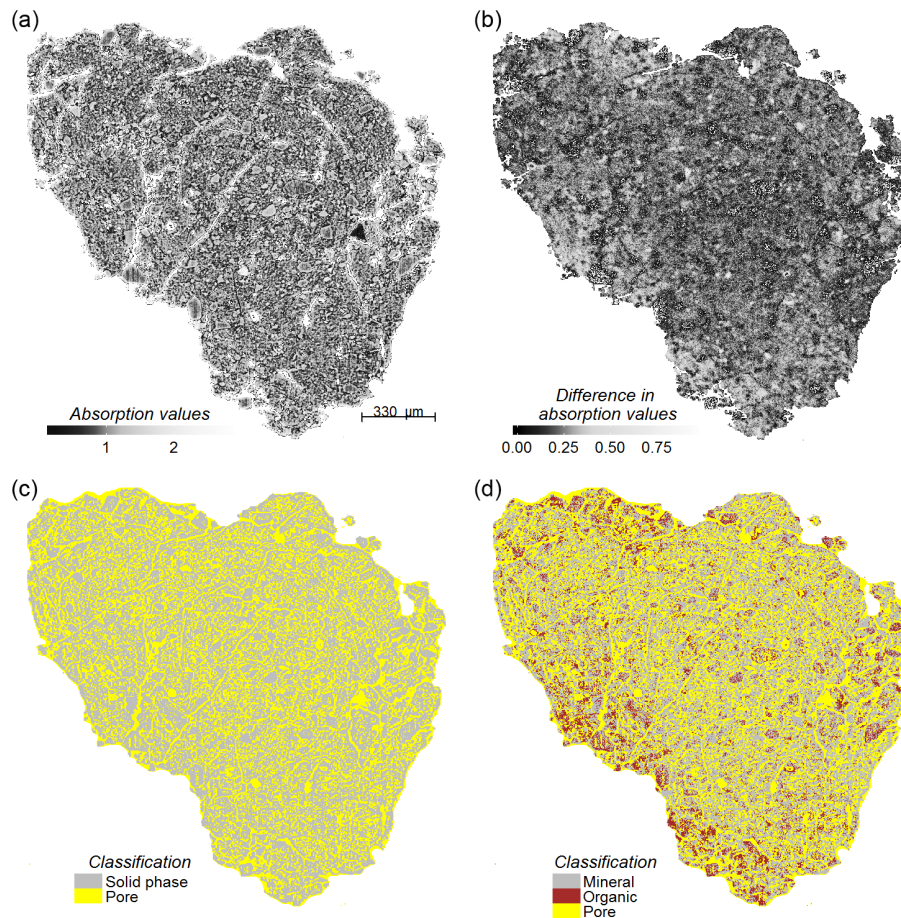 (a)
Absorption values
1 2
330 µm
(b)
Difference in
absorption values
0.00 0.25 0.50 0.75
(c)
Classification
Solid phase
Pore
(d)
Classification
Mineral
Organic
Pore